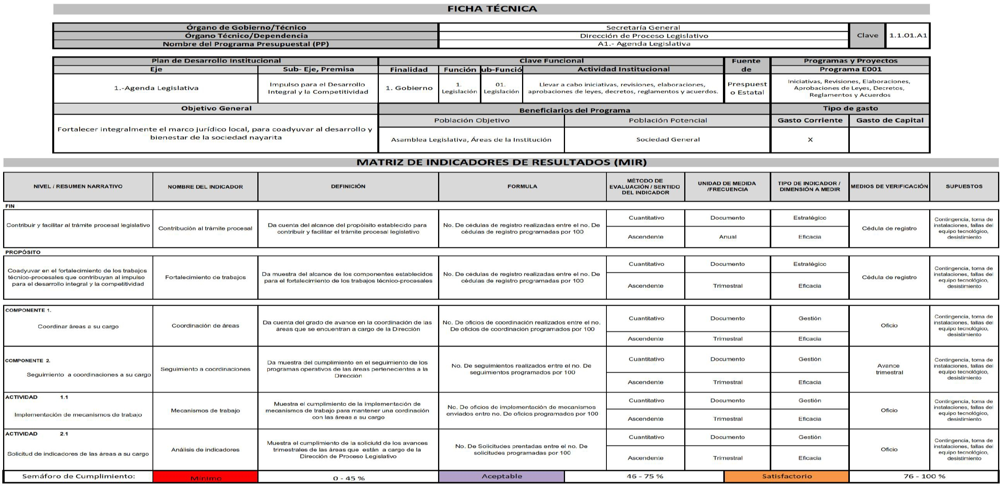 FICHA TÉCNICA
Órgano de Gobierno/Técnico
Secretaría General
Órgano Técnico/Dependencia
Dirección de Proceso Legislativo
Nombre del Programa Presupuestal (PP)
A1.- Agenda Legislativa
Clave
1.1.01.A1
Plan de Desarrollo Institucional
Clave Funcional
Fuente
de
Programas y Proyectos
Eje
Sub- Eje, Premisa
Finalidad
Función
ub-Funció
Actividad Institucional
Programa E001
1.-Agenda Legislativa
Impulso para el Desarrollo
Integral y la Competitividad
1. Gobierno
1.
Legislación
01.
Legislación
Llevar a cabo iniciativas, revisiones, elaboraciones,
aprobaciones de leyes, decretos, reglamentos y acuerdos.
Prespuest
o Estatal
Iniciativas, Revisiones, Elaboraciones,
Aprobaciones de Leyes, Decretos,
Reglamentos y Acuerdos
Objetivo General
Beneficiarios del Programa
Tipo de gasto
Población Objetivo
Población Potencial
Gasto Corriente
Gasto de Capital
Fortalecer integralmente el marco jurídico local, para coadyuvar al desarrollo y
bienestar de la sociedad nayarita
Asamblea Legislativa, Áreas de la Institución
Sociedad General
X
MATRIZ DE INDICADORES DE RESULTADOS (MIR)
NIVEL / RESUMEN NARRATIVO
NOMBRE DEL INDICADOR
DEFINICIÓN
FORMULA
MÉTODO DE
EVALUACIÓN / SENTIDO
DEL INDICADOR
UNIDAD DE MEDIDA
/FRECUENCIA
TIPO DE INDICADOR /
DIMENSIÓN A MEDIR
MEDIOS DE VERIFICACIÓN
SUPUESTOS
FIN
Contribuir y facilitar al trámite procesal legislativo
Contribución al trámite procesal
Da cuenta del alcance del propóisito establecido para
contribuir y facilitar el trámite procesal legislativo
No. De cédulas de registro realizadas entre el no. De
cédulas de registro programadas por 100
Cuantitativo
Documento
Estratégico
Ascendente
Anual
Eficacia
Cédula de registro
Contingencia, toma de
instalaciones, fallas del
equipo tecnológico,
desistimiento
PROPÓSITO
Coadyuvar en el fortalecimiento de los trabajos
técnico-procesales que contribuyan al impulso
para el desarrollo integral y la competitividad
Fortalecimiento de trabajos
Da muestra del alcance de los componentes establecidos
para el fortalecimiento de los trabajos técnico-procesales
No. De cédulas de registro realizadas entre el no. De
cédulas de registro programadas por 100
Cuantitativo
Documento
Estratégico
Ascendente
Trimestral
Eficacia
Cédula de registro
Contingencia, toma de
instalaciones, fallas del
equipo tecnológico,
desistimiento
COMPONENTE 1.
Coordinar áreas a su cargo
Coordinación de áreas
Da cuenta del grado de avance en la coordinación de las
áreas que se encuentran a cargo de la Dirección
No. De oficios de coordinación realizados entre el no.
De oficios de coordinación programados por 100
Cuantitativo
Documento
Gestión
Ascendente
Trimestral
Eficacia
Oficio
Contingencia, toma de
instalaciones, fallas del
equipo tecnológico,
desistimiento
COMPONENTE 2.
Seguimiento a coordinaciones a su cargo
Seguimiento a coordinaciones
Da muestra del cumplimiento en el seguimiento de los
programas operativos de las áreas pertenecientes a la
Dirección
No. De seguimientos realizados entre el no. De
seguimientos programados por 100
Cuantitativo
Documento
Gestión
Ascendente
Trimestral
Eficacia
Avance
trimestral
Contingencia, toma de
instalaciones, fallas del
equipo tecnológico,
desistimiento
ACTIVIDAD 1.1
Implementación de mecanismos de trabajo
Mecanismos de trabajo
Muestra el cumplimiento de la implementación de
mecanismos de trabajo para mantener una cordinación
con las áreas a su cargo
No. De oficios de implementación de mecanismos
enviados entre no. De oficios programados por 100
Cuantitativo
Documento
Gestión
Ascendente
Trimestral
Eficacia
Oficio
Contingencia, toma de
instalaciones, fallas del
equipo tecnológico,
desistimiento
ACTIVIDAD 2.1
Solicitud de indicadores de las áreas a su cargo
Análisis de indicadores
Muestra el cumplimiento de la soliciutd de los avances
trimestrales de las áreas que están a cargo de la
Dirección de Proceso Legislativo
No. De Solicitudes prentadas entre el no. De
solicitudes programadas por 100
Cuantitativo
Documento
Gestión
Ascendente
Trimestral
Eficacia
Oficio
Contingencia, toma de
instalaciones, fallas del
equipo tecnológico,
desistimiento
Semáforo de Cumplimiento:
Mínimo
0 - 45 %
Aceptable
46 - 75 %
Satisfactorio
76 - 100 %